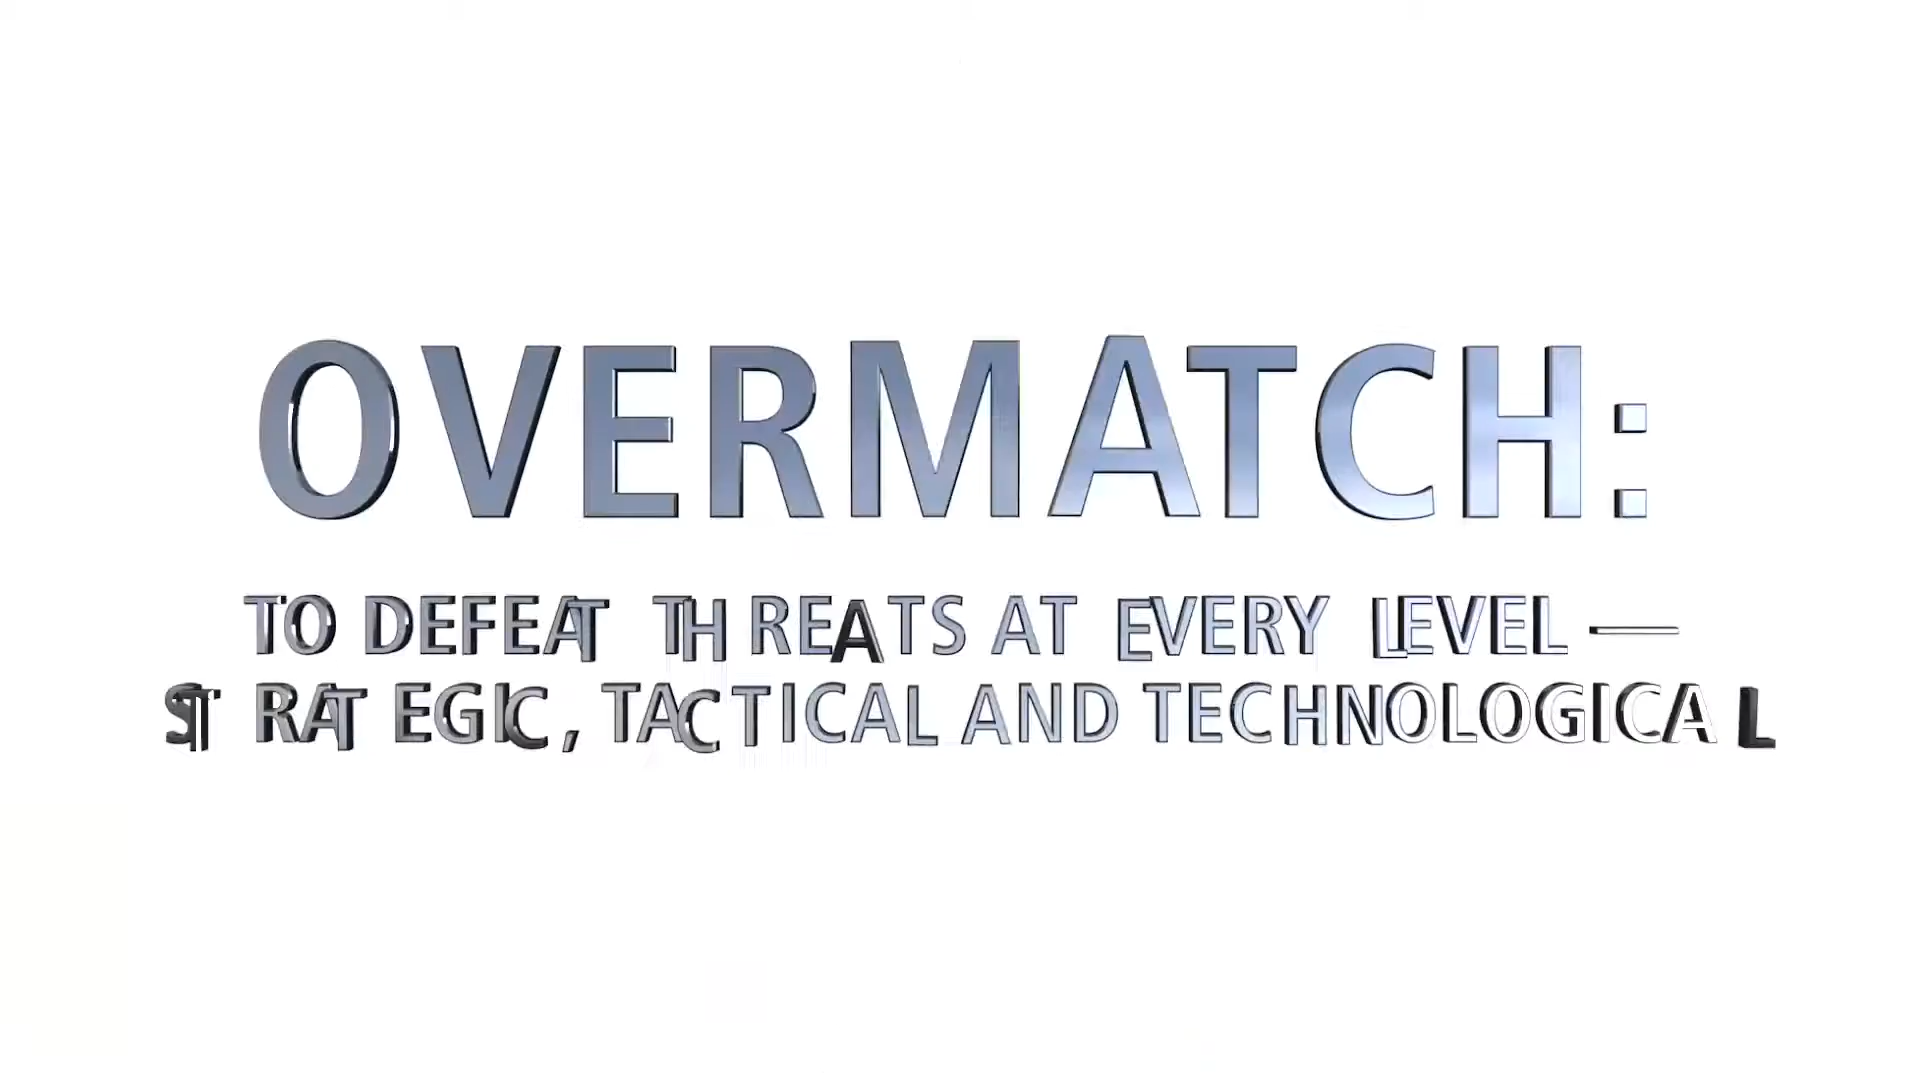 OVERMATCH:
TO DEFEAT THREATS AT EVERY LEVEL —
STRATEGIC, TACTICAL AND TECHNOLOGICAL